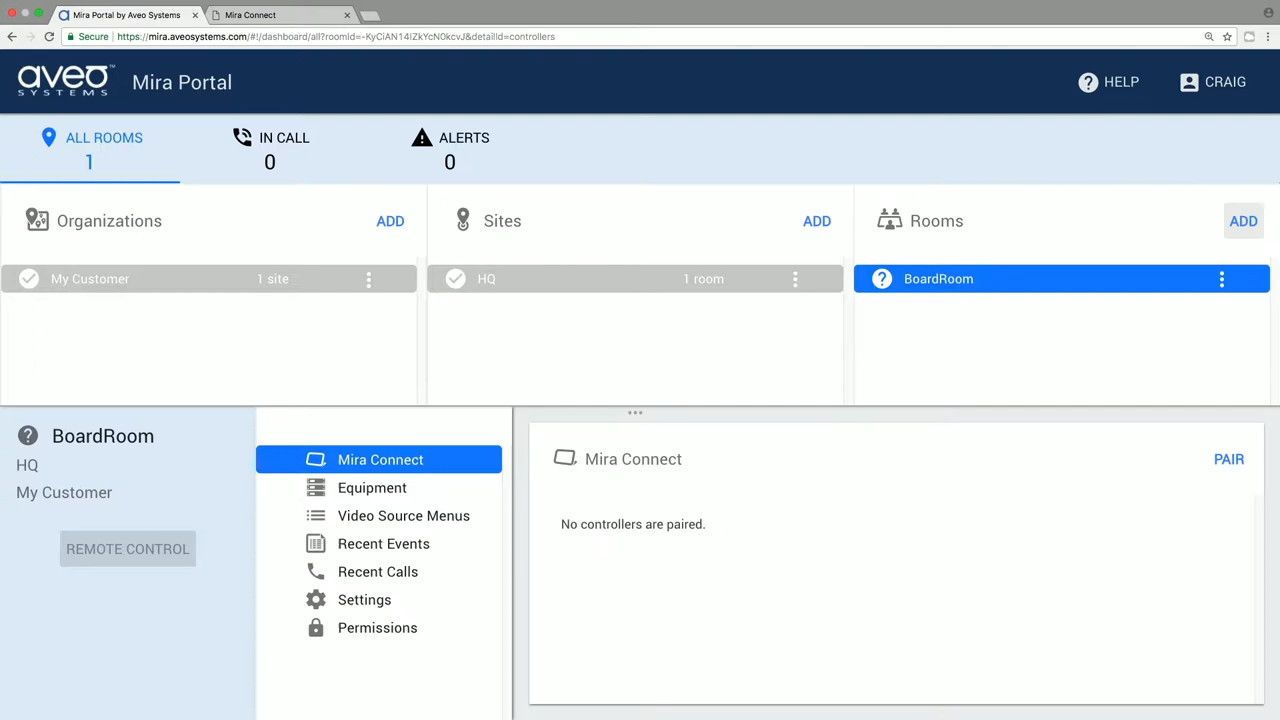 Mira Portal by Aveo Systems
Mira Connect
Secure
https://mira.aveosystems.com/#!/dashboard/all?roomId=-KyCiAN14IZkYcN0kcvJ&detailId=controllers
aveo™
SYSTEMS
Mira Portal
HELP
CRAIG
ALL ROOMS
1
IN CALL
0
ALERTS
0
Organizations
ADD
Sites
ADD
Rooms
ADD
My Customer
1 site
HQ
1 room
BoardRoom
BoardRoom
HQ
My Customer
REMOTE CONTROL
Mira Connect
Equipment
Video Source Menus
Recent Events
Recent Calls
Settings
Permissions
Mira Connect
PAIR
No controllers are paired.